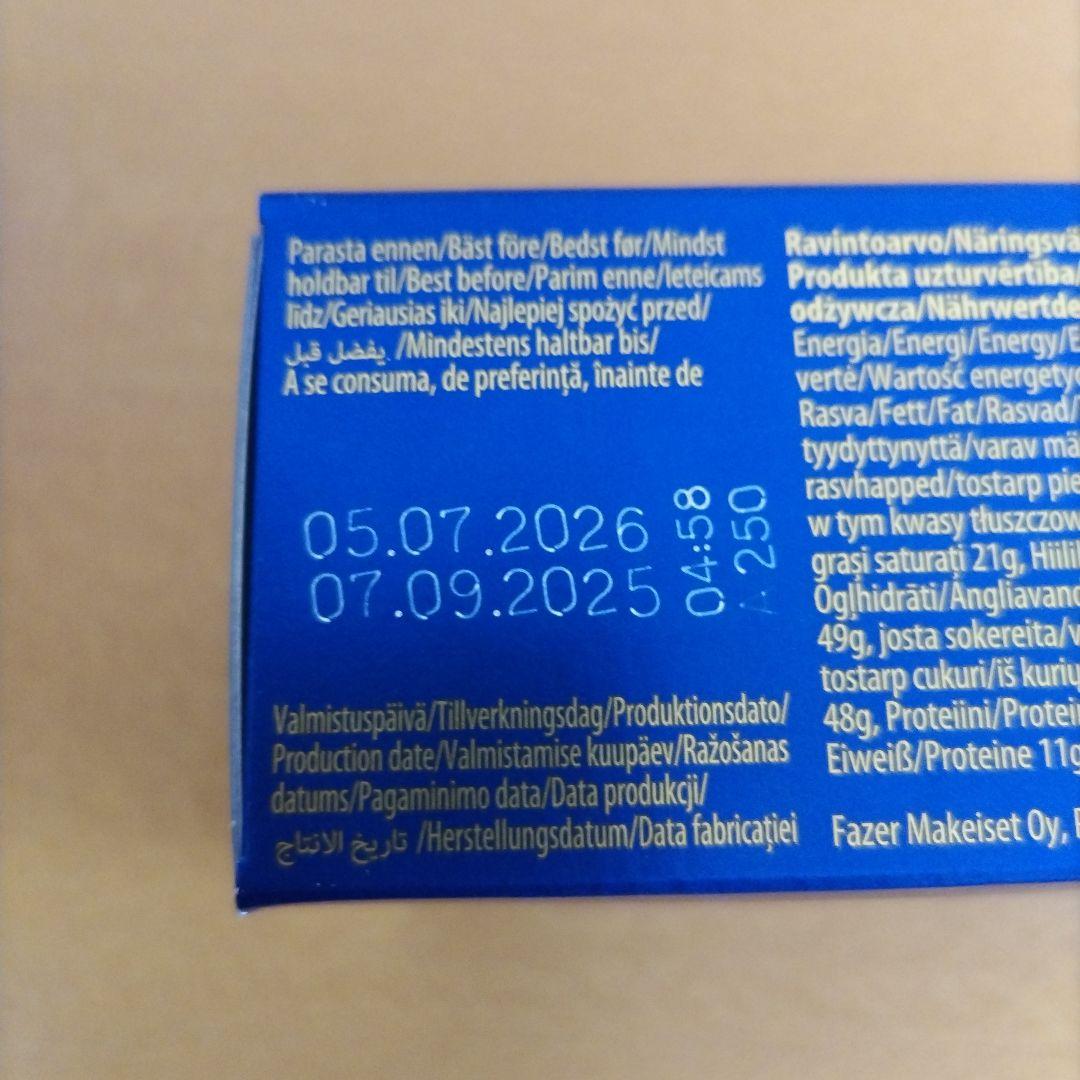 Parasta ennen/Bäst före/Bedst før/Mindst
holdbar til/Best before/Parim enne/Ieteicams
līdz/Geriausias iki/Najlepiej spożyć przed/
يفضل قبل /Mindestens haltbar bis/
A se consuma, de preferință, înainte de
05.07.2026
07.09.2025
04:58
A 250
Valmistuspäivä/Tillverkningsdag/Produktionsdato/
Production date/Valmistamise kuupäev/Ražošanas
datums/Pagaminimo data/Data produkcji/
تاريخ الانتاج /Herstellungsdatum/Data fabricației
Ravintoarvo/Näringsvä
Produkta uzturvērtība/
odżywcza/Nährwertde
Energia/Energi/Energy/E
vertė/Wartość energetyc
Rasva/Fett/Fat/Rasvad/
tyydyttynyttä/varav mä
rasvhapped/tostarp pie
w tym kwasy tłuszczow
grași saturați 21g, Hiilil
Ogļhidrāti/Angliavand
49g, josta sokereita/v
tostarp cukuri/iš kurių
48g, Proteiini/Protein
Eiweiß/Proteine 11g
Fazer Makeiset Oy,